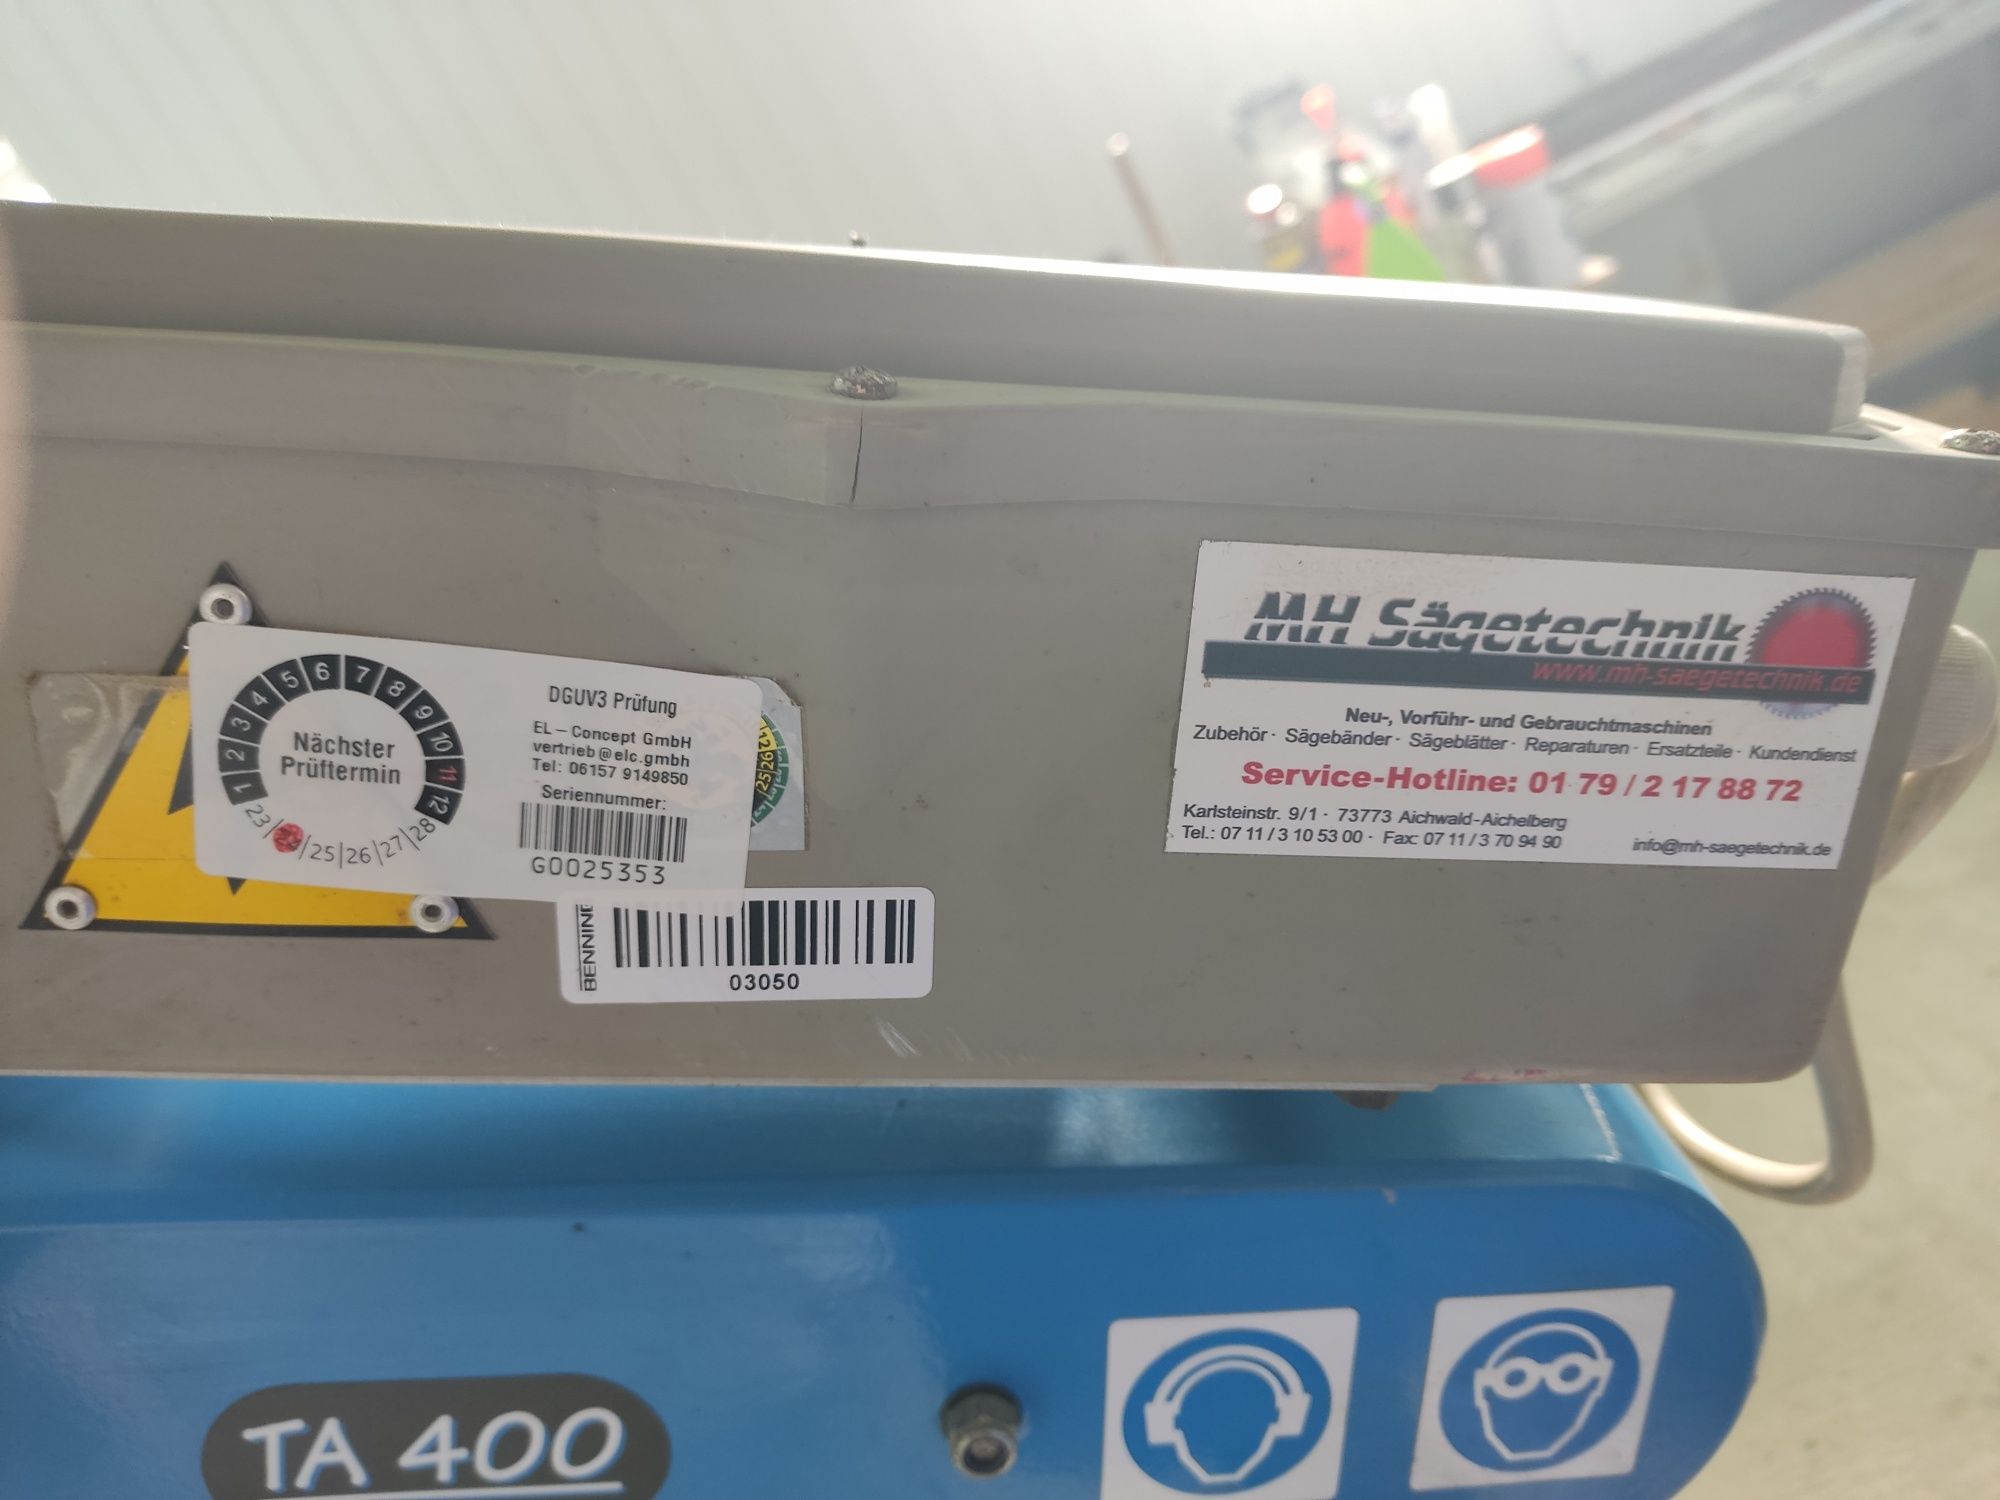 1 2 3 4 5 6 7 8 9 10 11 12
Nächster
Prüftermin
23/ /25|26|27|28
DGUV3 Prüfung
EL - Concept GmbH
vertrieb@elc.gmbh
Tel: 06157 9149850
Seriennummer:
G0025353
25 26
BENNING
03050
MH Sägetechnik
www.mh-saegetechnik.de
Neu-, Vorführ- und Gebrauchtmaschinen
Zubehör · Sägebänder · Sägeblätter · Reparaturen · Ersatzteile · Kundendienst
Service-Hotline: 01 79 / 2 17 88 72
Karlsteinstr. 9/1 · 73773 Aichwald-Aichelberg
Tel.: 07 11 / 3 10 53 00 · Fax: 07 11 / 3 70 94 90
info@mh-saegetechnik.de
TA 400